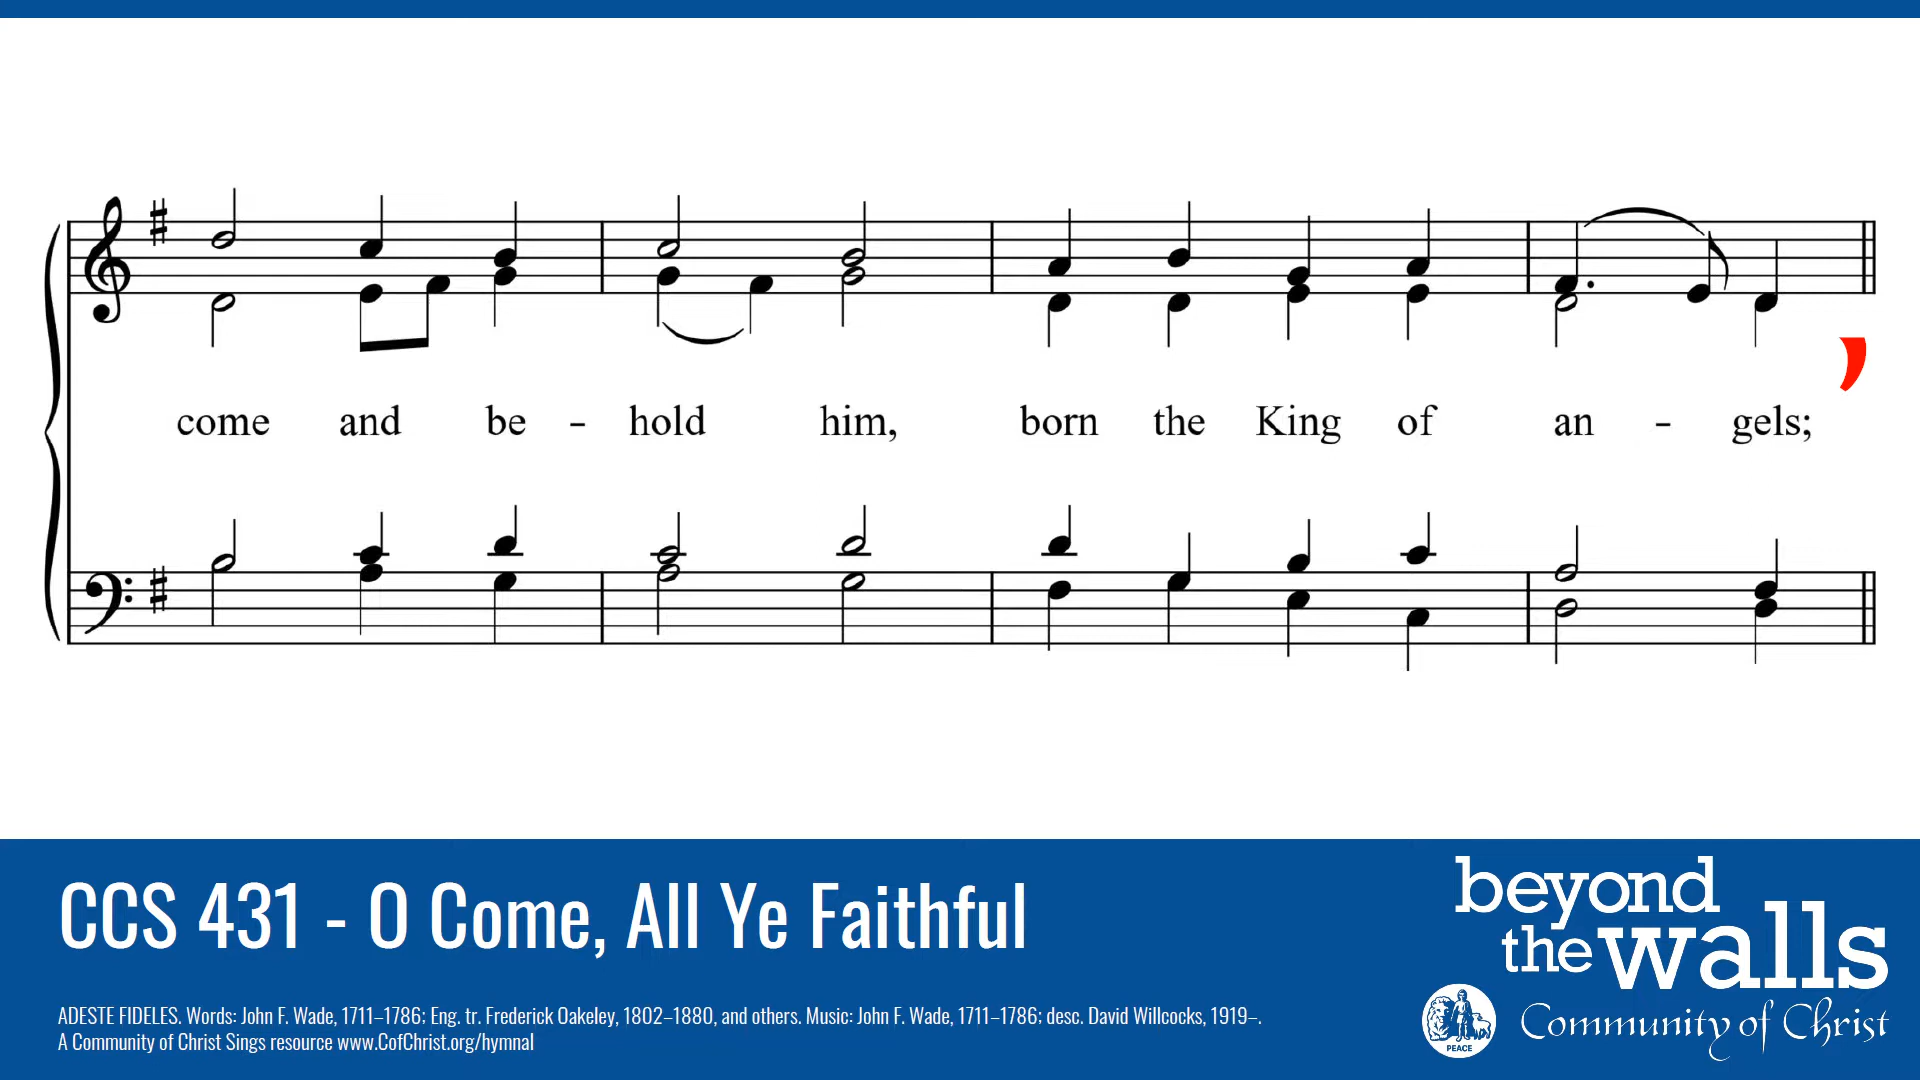 come and be - hold him, born the King of an - gels;
CCS 431 - O Come, All Ye Faithful
ADESTE FIDELES. Words: John F. Wade, 1711–1786; Eng. tr. Frederick Oakeley, 1802–1880, and others. Music: John F. Wade, 1711–1786; desc. David Willcocks, 1919–.
A Community of Christ Sings resource www.CofChrist.org/hymnal
beyond
the walls
Community of Christ
PEACE